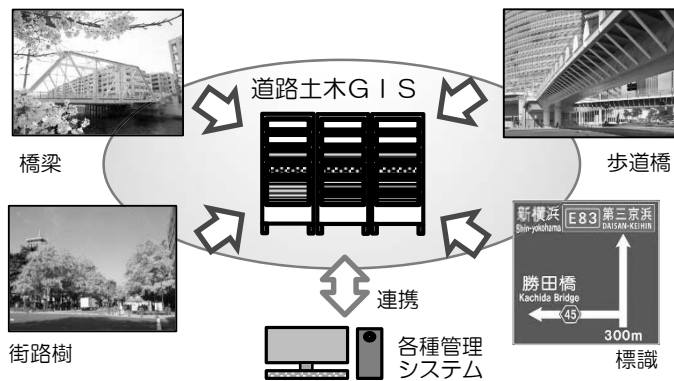 道路土木GIS
橋梁
歩道橋
新横浜
Shin-yokohama
E83
第三京浜
DAISAN-KEIHIN
勝田橋
Kachida Bridge
45
300m
街路樹
連携
各種管理
システム
標識